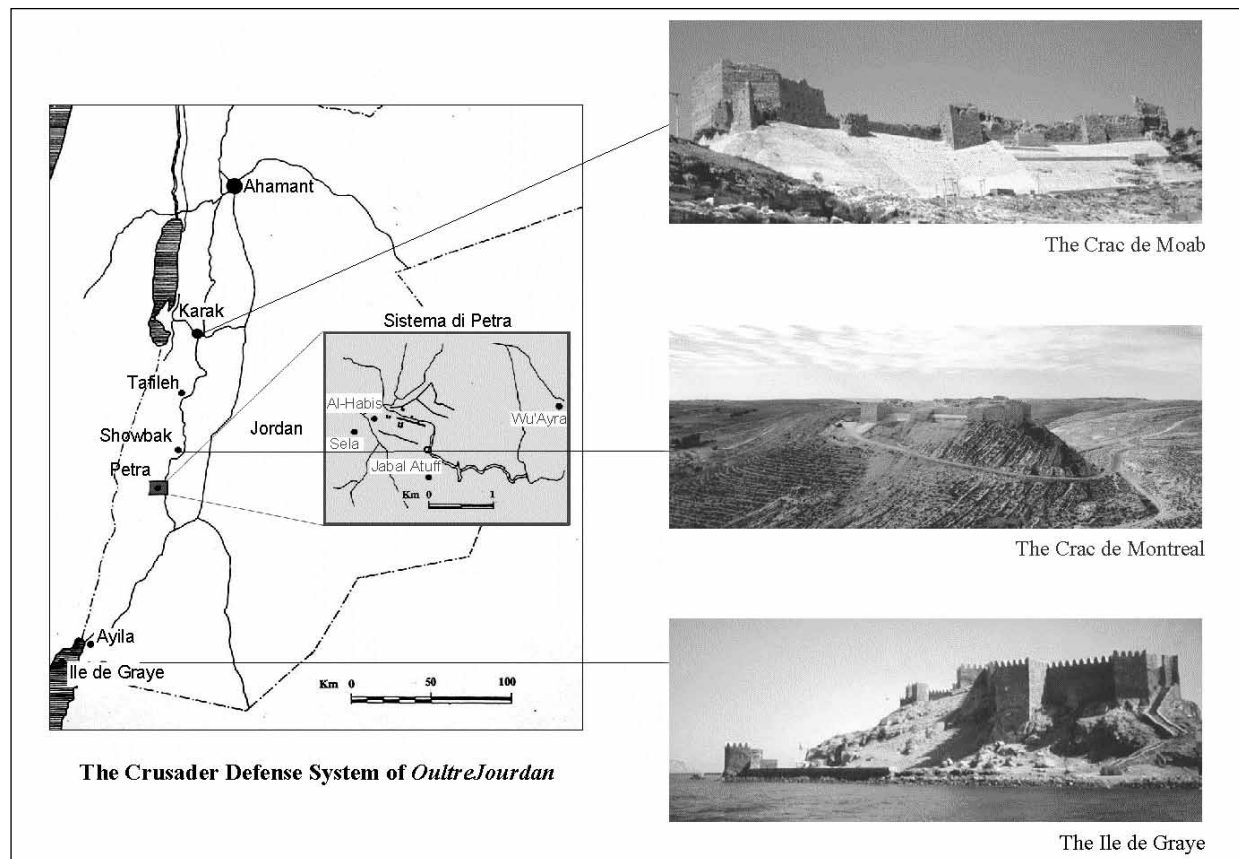 Ahamant
Karak
Sistema di Petra
Tafileh
Al-Habis
Wu'Ayra
Showbak
Jordan
Sela
Petra
Jabal Atuff
Km 0 1
Ayila
Ile de Graye
Km 0 50 100
The Crusader Defense System of OultreJourdan
The Crac de Moab
The Crac de Montreal
The Ile de Graye